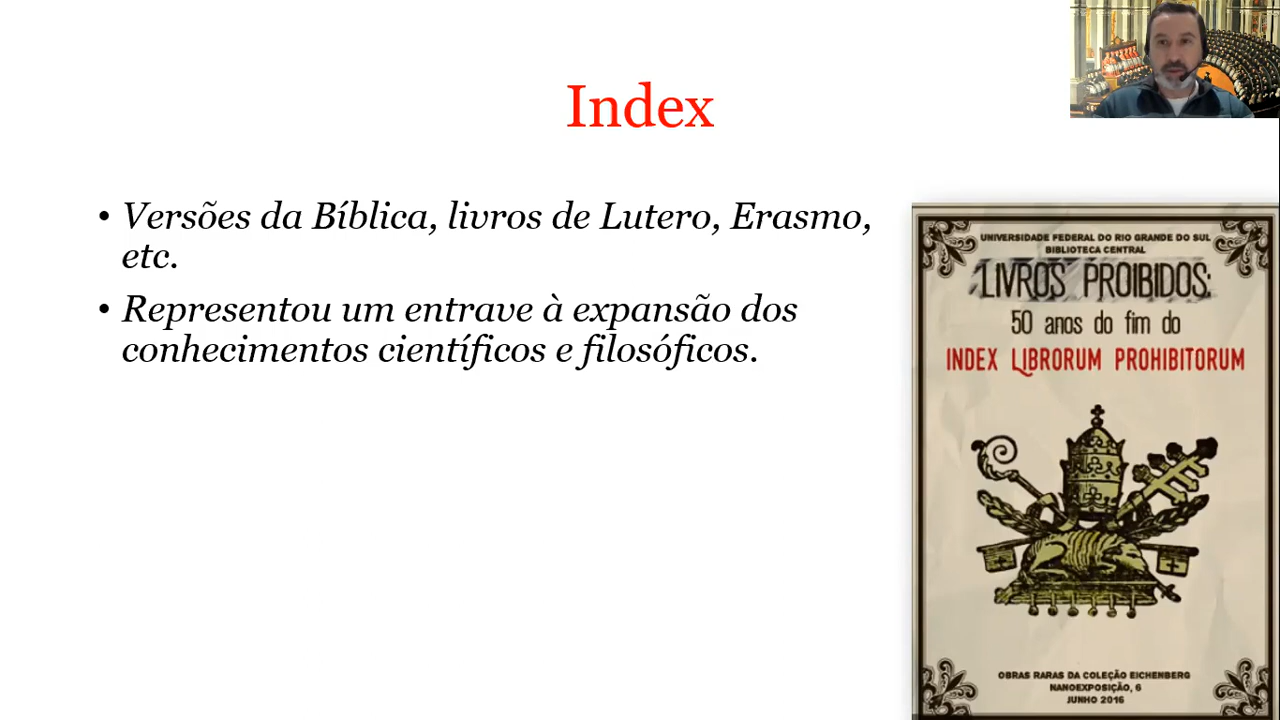 Index
• Versões da Bíblica, livros de Lutero, Erasmo,
etc.
• Representou um entrave à expansão dos
conhecimentos científicos e filosóficos.
UNIVERSIDADE FEDERAL DO RIO GRANDE DO SUL
BIBLIOTECA CENTRAL
LIVROS PROIBIDOS:
50 anos do fim do
INDEX LIBRORUM PROHIBITORUM
OBRAS RARAS DA COLEÇÃO EICHENBERG
NANOEXPOSIÇÃO, 6
JUNHO 2016